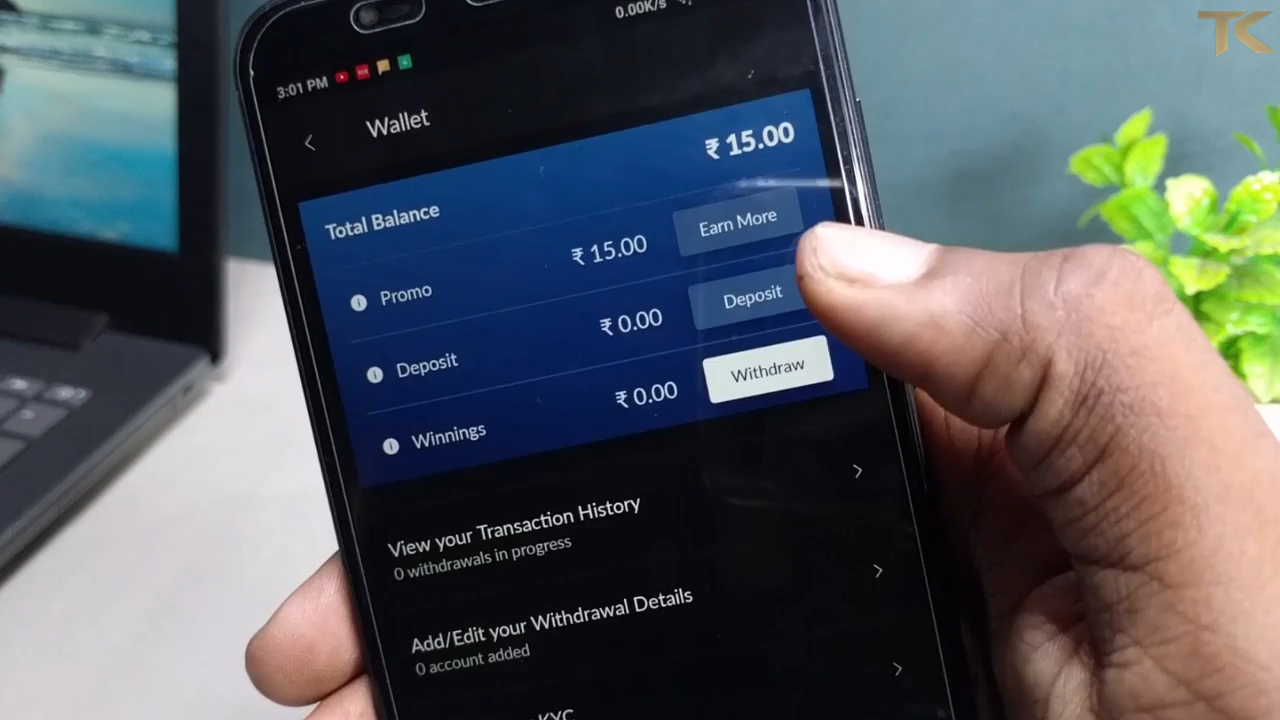 TK
0.00K/s
3:01 PM
Wallet
Total Balance ₹ 15.00
Promo ₹ 15.00 Earn More
Deposit ₹ 0.00 Deposit
Winnings ₹ 0.00 Withdraw
View your Transaction History
0 withdrawals in progress
Add/Edit your Withdrawal Details
0 account added
KYC